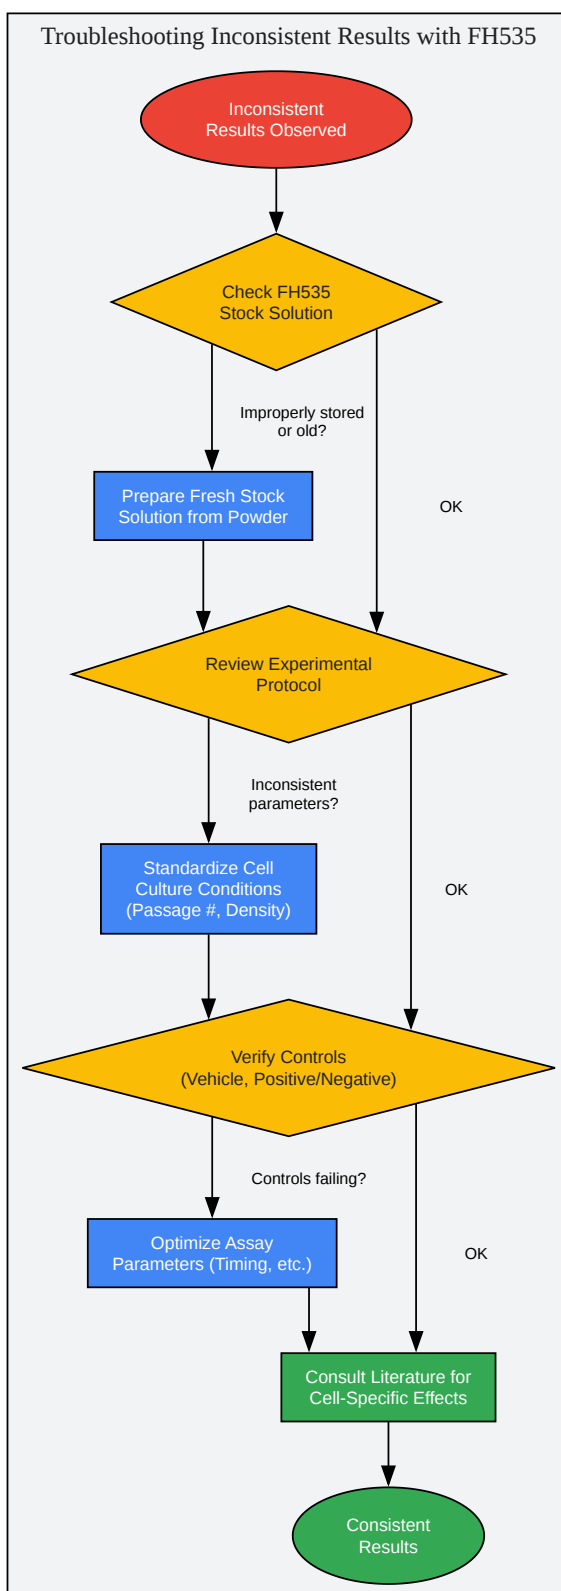 Troubleshooting Inconsistent Results with FH535
Inconsistent
Results Observed
Check FH535
Stock Solution
Improperly stored
or old?
Prepare Fresh Stock
Solution from Powder
OK
Review Experimental
Protocol
Inconsistent
parameters?
Standardize Cell
Culture Conditions
(Passage #, Density)
OK
Verify Controls
(Vehicle, Positive/Negative)
Controls failing?
Optimize Assay
Parameters (Timing, etc.)
OK
Consult Literature for
Cell-Specific Effects
Consistent
Results